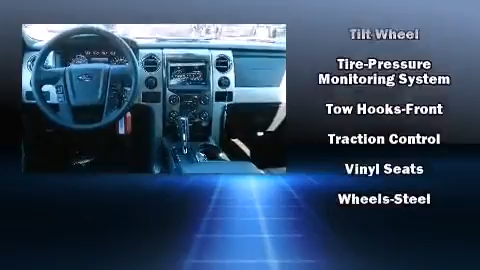 Tilt Wheel
Tire-Pressure
Monitoring System
Tow Hooks-Front
Traction Control
Vinyl Seats
Wheels-Steel